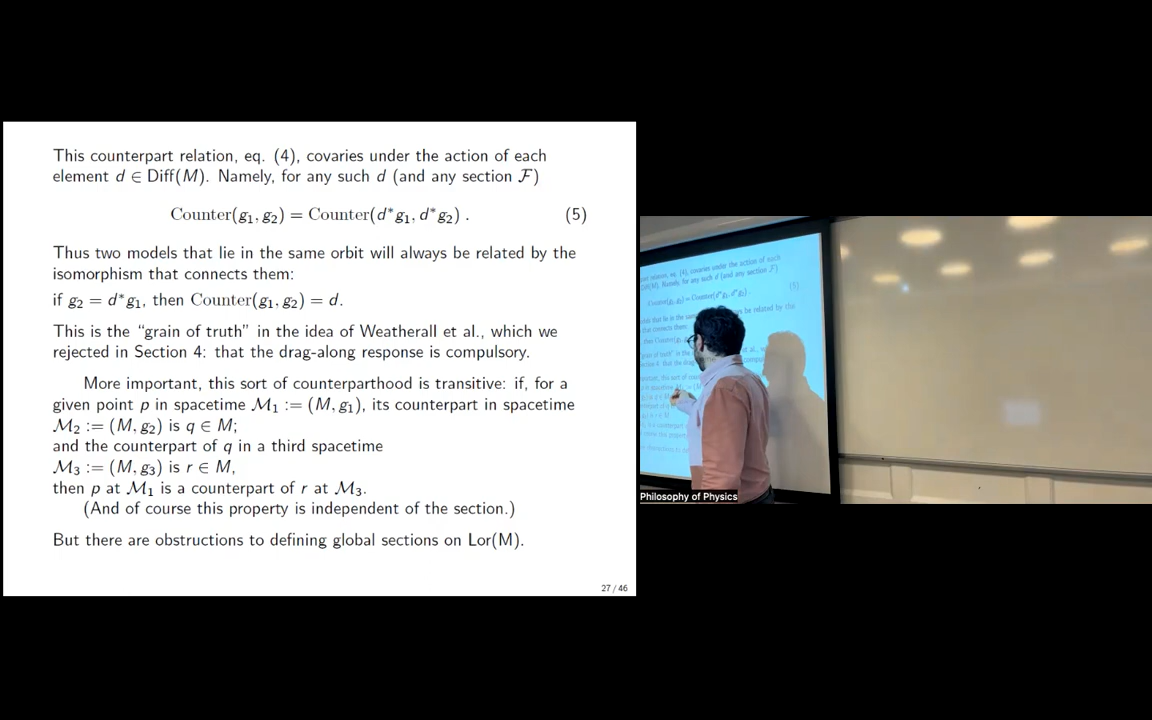 This counterpart relation, eq. (4), covaries under the action of each
element d ∈ Diff(M). Namely, for any such d (and any section ℱ)
Counter(g₁, g₂) = Counter(d*g₁, d*g₂) . (5)
Thus two models that lie in the same orbit will always be related by the
isomorphism that connects them:
if g₂ = d*g₁, then Counter(g₁, g₂) = d.
This is the "grain of truth" in the idea of Weatherall et al., which we
rejected in Section 4: that the drag-along response is compulsory.
More important, this sort of counterparthood is transitive: if, for a
given point p in spacetime ℳ₁ := (M, g₁), its counterpart in spacetime
ℳ₂ := (M, g₂) is q ∈ M;
and the counterpart of q in a third spacetime
ℳ₃ := (M, g₃) is r ∈ M,
then p at ℳ₁ is a counterpart of r at ℳ₃.
(And of course this property is independent of the section.)
But there are obstructions to defining global sections on Lor(M).
27 / 46
Philosophy of Physics